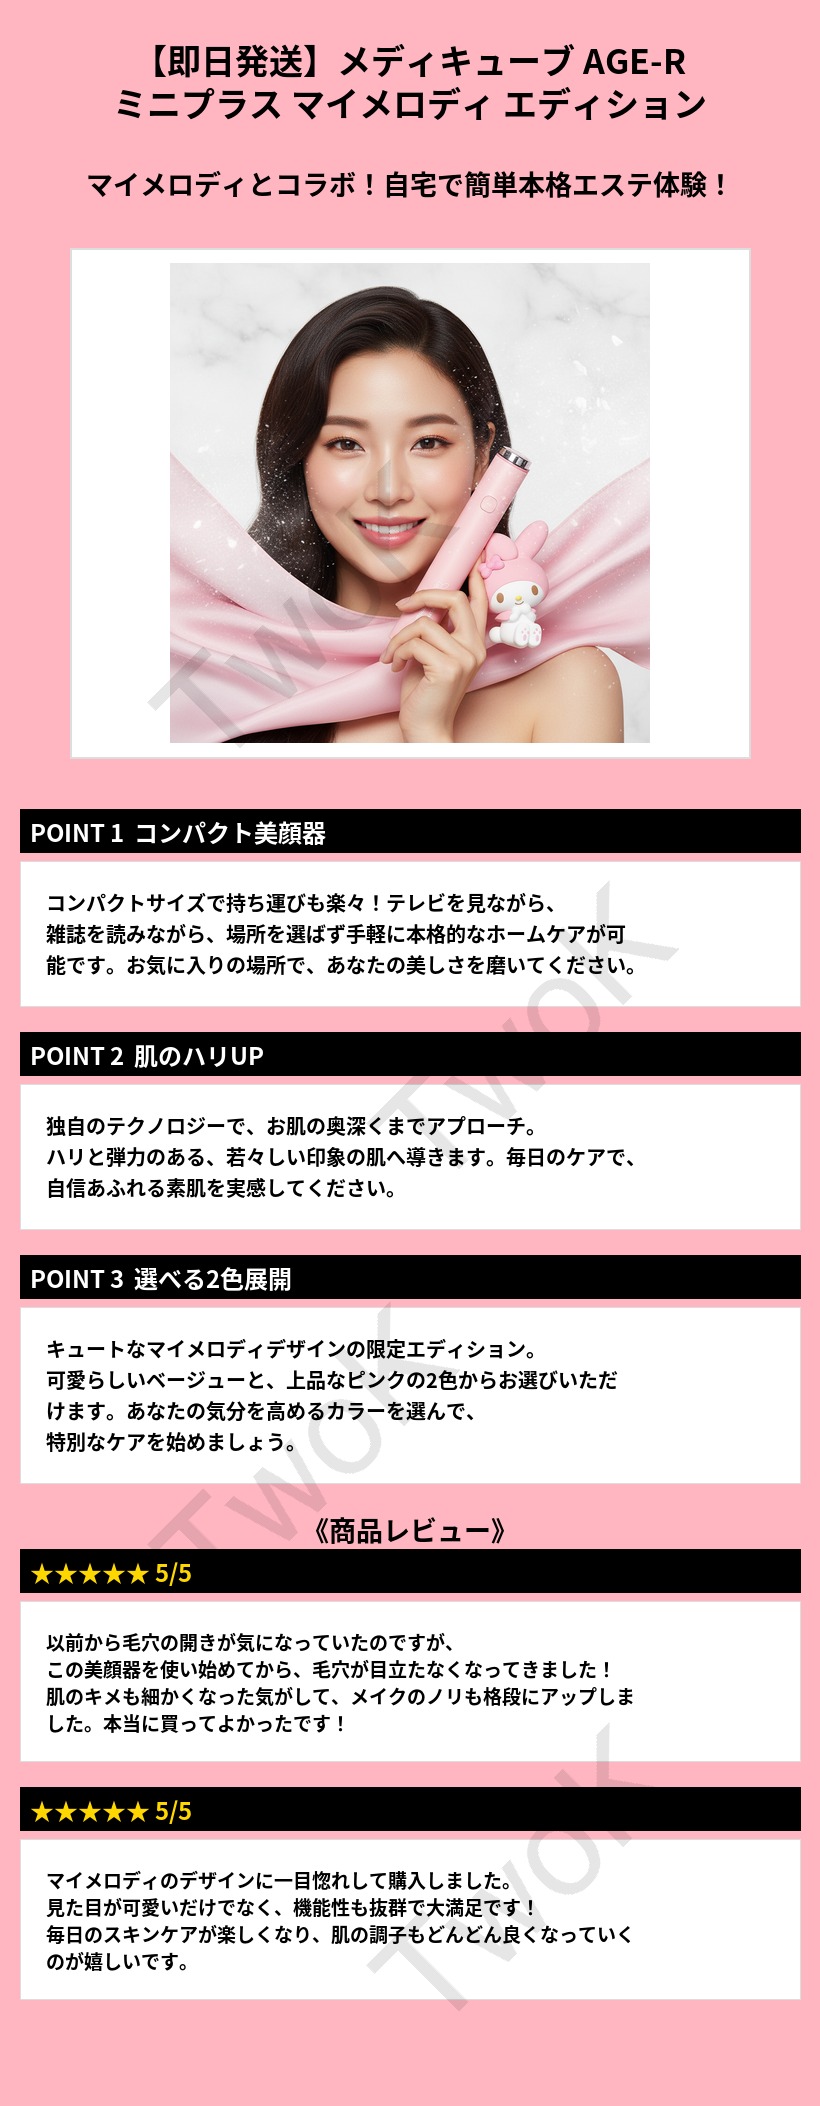 【即日発送】メディキューブ AGE-R
ミニプラス マイメロディ エディション
マイメロディとコラボ！自宅で簡単本格エステ体験！
TwoK
POINT 1 コンパクト美顔器
コンパクトサイズで持ち運びも楽々！テレビを見ながら、
雑誌を読みながら、場所を選ばず手軽に本格的なホームケアが可
能です。お気に入りの場所で、あなたの美しさを磨いてください。
TwoK
POINT 2 肌のハリUP
独自のテクノロジーで、お肌の奥深くまでアプローチ。
ハリと弾力のある、若々しい印象の肌へ導きます。毎日のケアで、
自信あふれる素肌を実感してください。
POINT 3 選べる2色展開
キュートなマイメロディデザインの限定エディション。
可愛らしいベージューと、上品なピンクの2色からお選びいただ
けます。あなたの気分を高めるカラーを選んで、
特別なケアを始めましょう。
TwoK
《商品レビュー》
★★★★★ 5/5
以前から毛穴の開きが気になっていたのですが、
この美顔器を使い始めてから、毛穴が目立たなくなってきました！
肌のキメも細かくなった気がして、メイクのノリも格段にアップしま
した。本当に買ってよかったです！
★★★★★ 5/5
マイメロディのデザインに一目惚れして購入しました。
見た目が可愛いだけでなく、機能性も抜群で大満足です！
毎日のスキンケアが楽しくなり、肌の調子もどんどん良くなっていく
のが嬉しいです。
TwoK